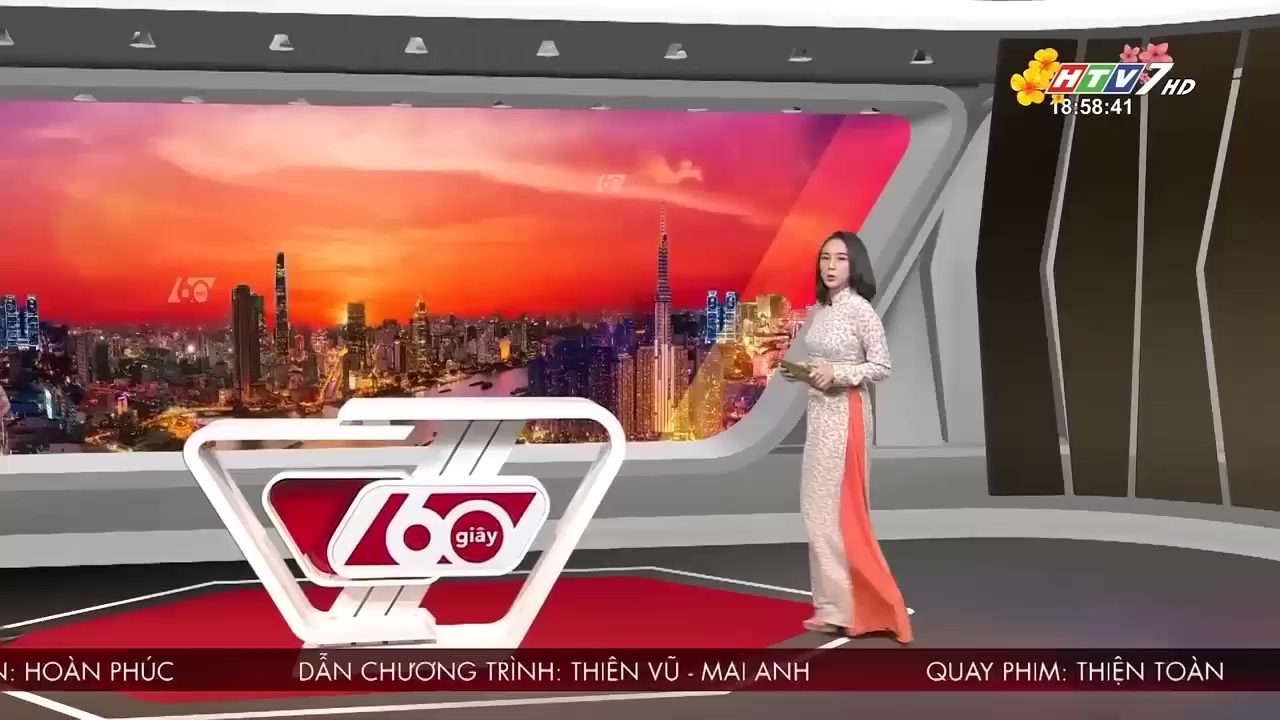 HTV7 HD
18:58:41
60
60
60 giây
N: HOÀN PHÚC DẪN CHƯƠNG TRÌNH: THIÊN VŨ - MAI ANH QUAY PHIM: THIỆN TOÀN